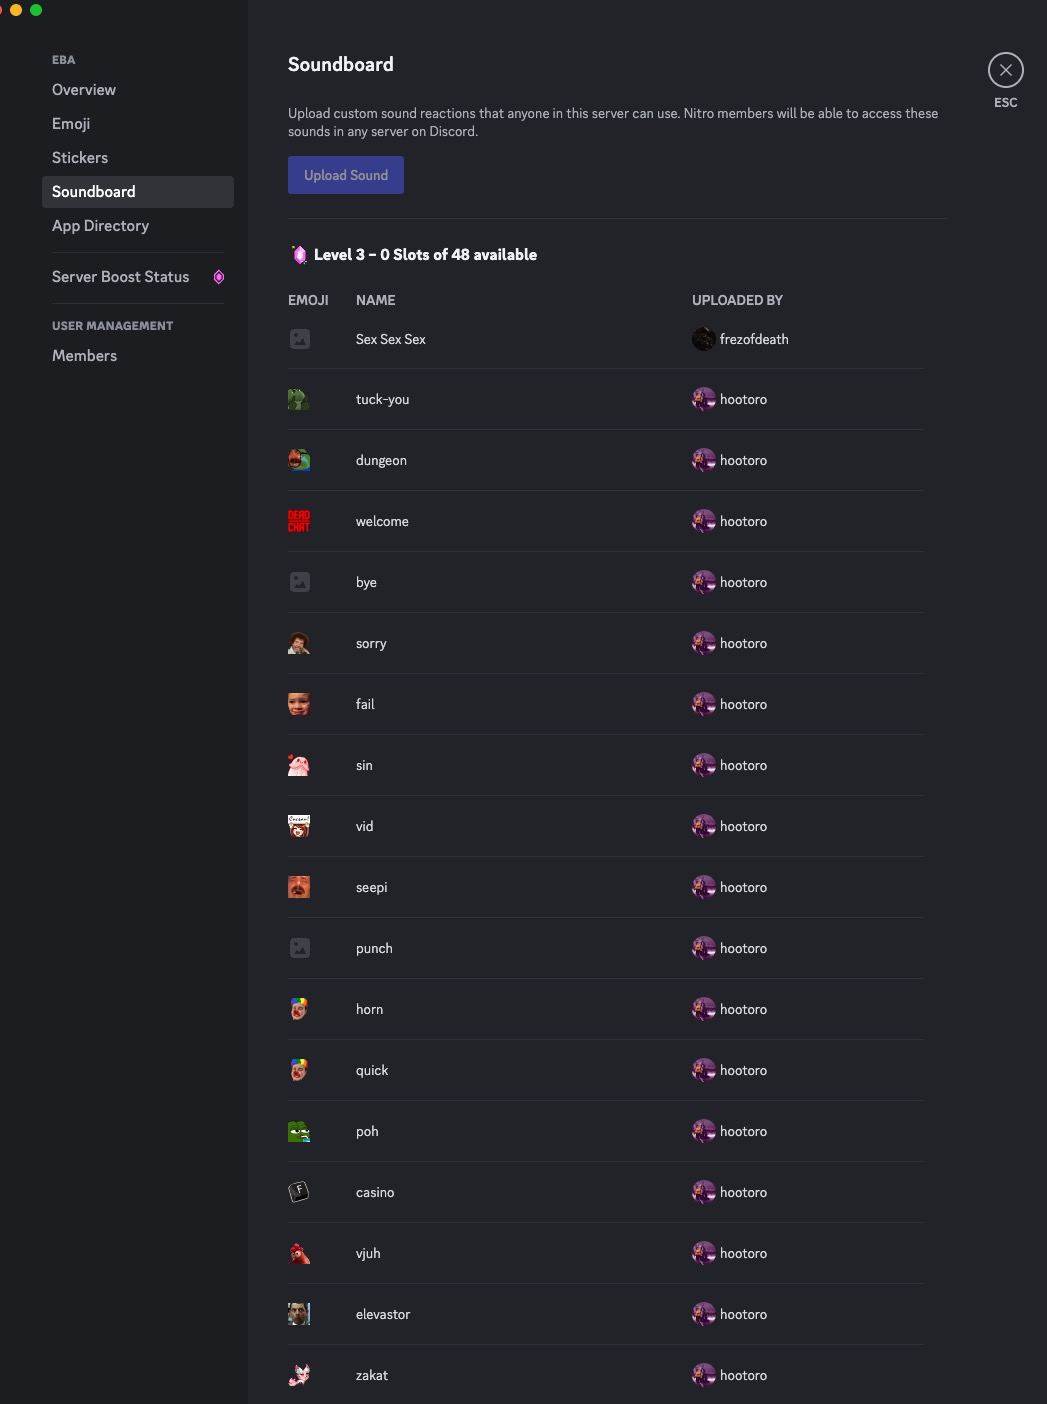 EBA
Overview
Emoji
Stickers
Soundboard
App Directory
Server Boost Status
USER MANAGEMENT
Members
Soundboard
Upload custom sound reactions that anyone in this server can use. Nitro members will be able to access these
sounds in any server on Discord.
Upload Sound
ESC
Level 3 – 0 Slots of 48 available
EMOJI NAME UPLOADED BY
Sex Sex Sex frezofdeath
tuck-you hootoro
dungeon hootoro
DEAD
CHAT
welcome hootoro
bye hootoro
sorry hootoro
fail hootoro
sin hootoro
vid hootoro
seepi hootoro
punch hootoro
horn hootoro
quick hootoro
poh hootoro
F casino hootoro
vjuh hootoro
elevastor hootoro
zakat hootoro